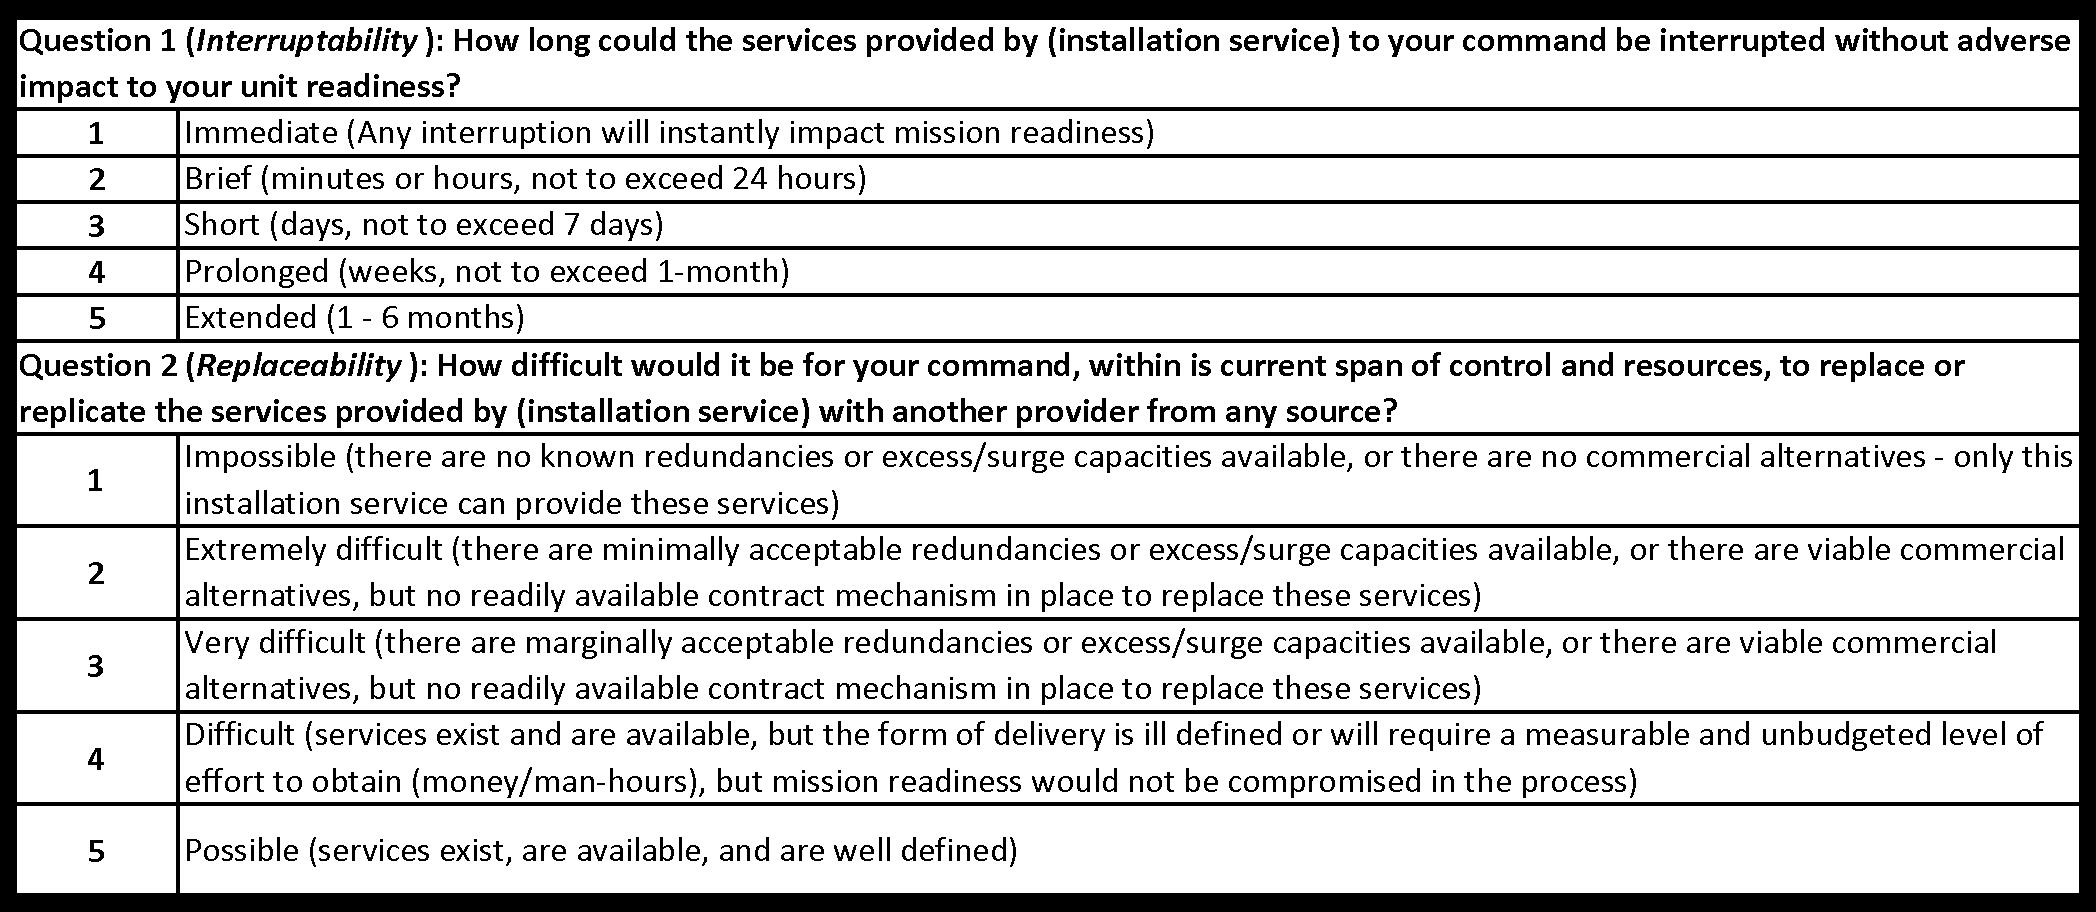 Question 1 (Interruptability ): How long could the services provided by (installation service) to your command be interrupted without adverse
impact to your unit readiness?
1 Immediate (Any interruption will instantly impact mission readiness)
2 Brief (minutes or hours, not to exceed 24 hours)
3 Short (days, not to exceed 7 days)
4 Prolonged (weeks, not to exceed 1-month)
5 Extended (1 - 6 months)
Question 2 (Replaceability ): How difficult would it be for your command, within is current span of control and resources, to replace or
replicate the services provided by (installation service) with another provider from any source?
1
Impossible (there are no known redundancies or excess/surge capacities available, or there are no commercial alternatives - only this
installation service can provide these services)
2
Extremely difficult (there are minimally acceptable redundancies or excess/surge capacities available, or there are viable commercial
alternatives, but no readily available contract mechanism in place to replace these services)
3
Very difficult (there are marginally acceptable redundancies or excess/surge capacities available, or there are viable commercial
alternatives, but no readily available contract mechanism in place to replace these services)
4
Difficult (services exist and are available, but the form of delivery is ill defined or will require a measurable and unbudgeted level of
effort to obtain (money/man-hours), but mission readiness would not be compromised in the process)
5 Possible (services exist, are available, and are well defined)